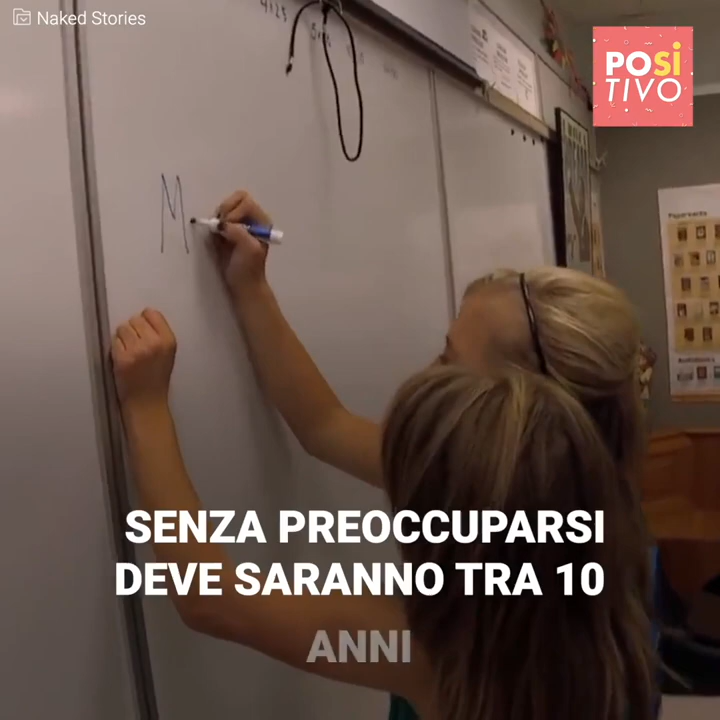 Naked Stories
POSİ
TIVO
M
SENZA PREOCCUPARSI
DEVE SARANNO TRA 10
ANNI